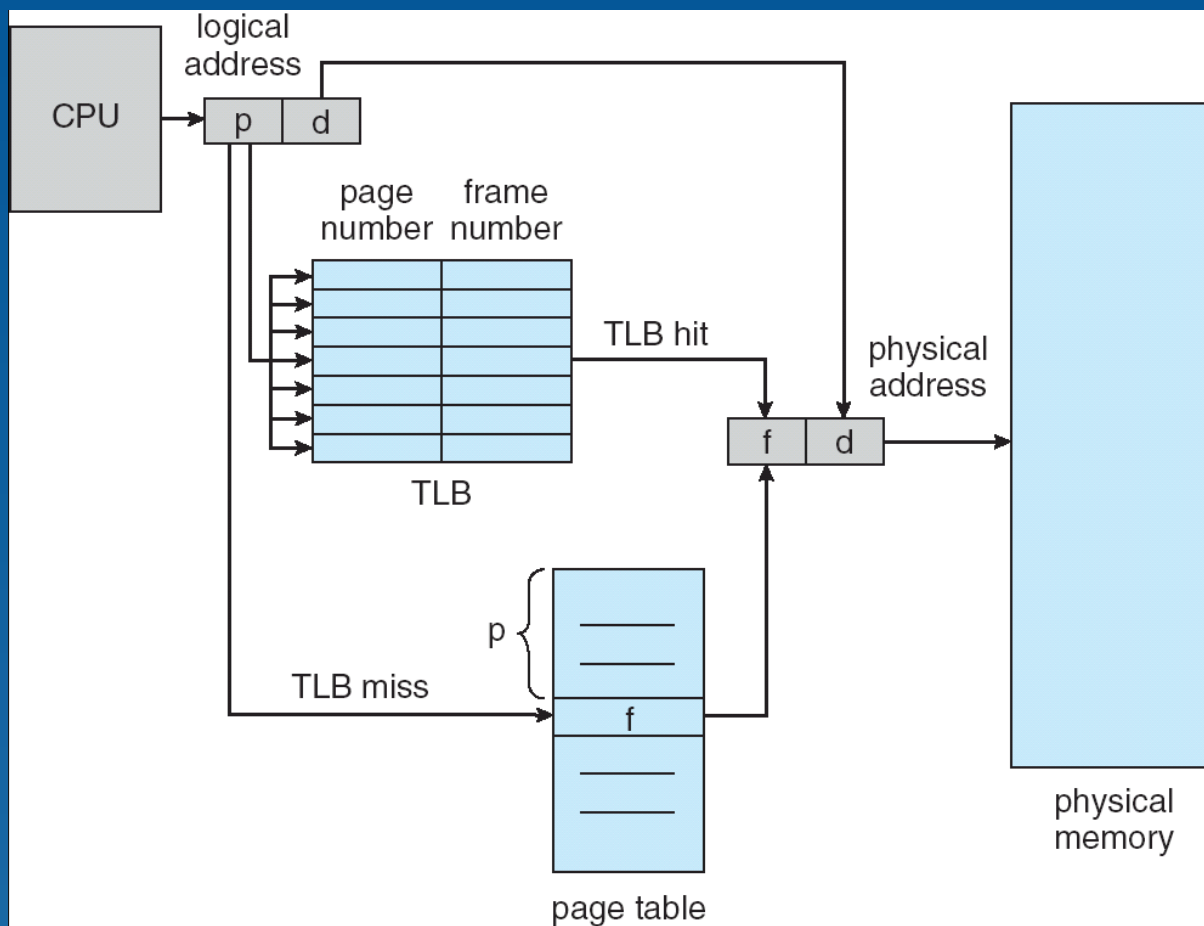 logical
address
CPU
p d
page frame
number number
TLB hit
physical
address
f d
TLB
p
TLB miss
f
physical
memory
page table